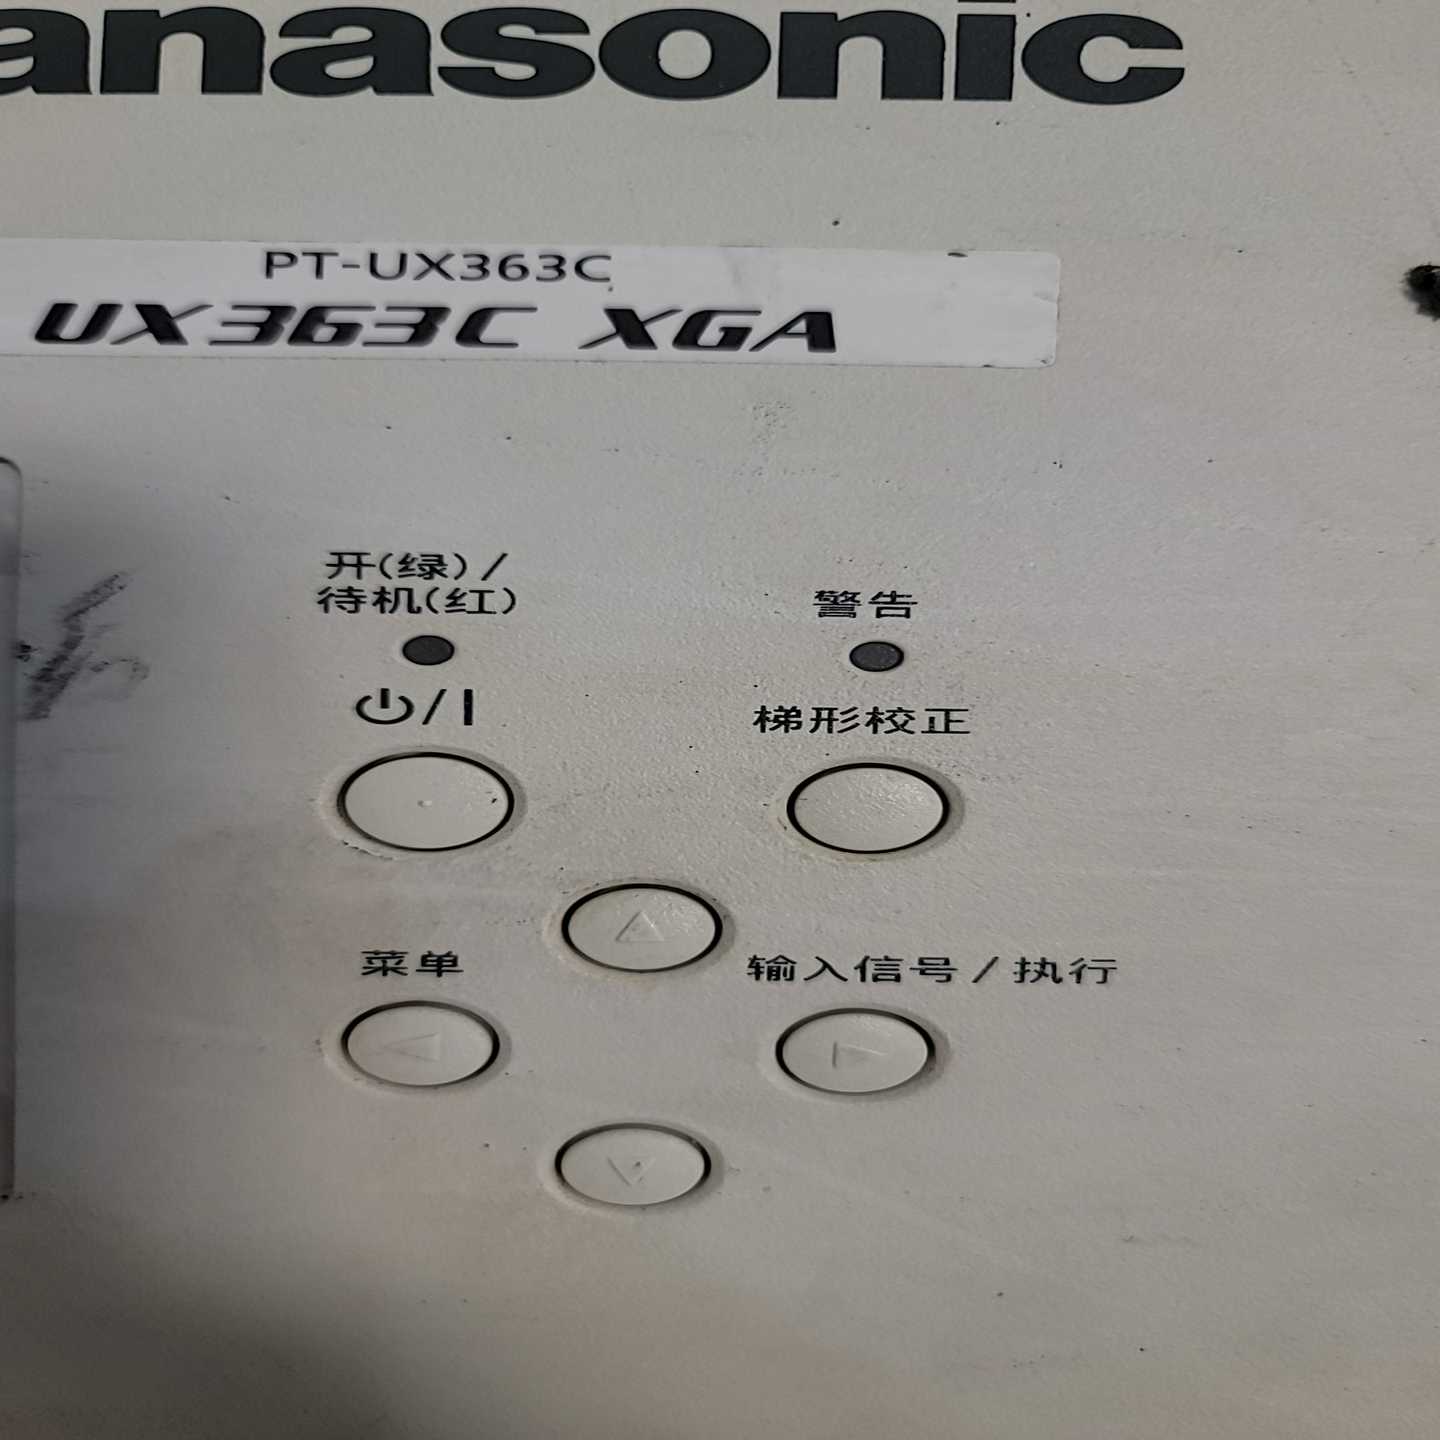 anasonic
PT-UX363C
UX363C XGA
开(绿)/
待机(红)
警告
⏻/I
梯形校正
菜单
输入信号/执行